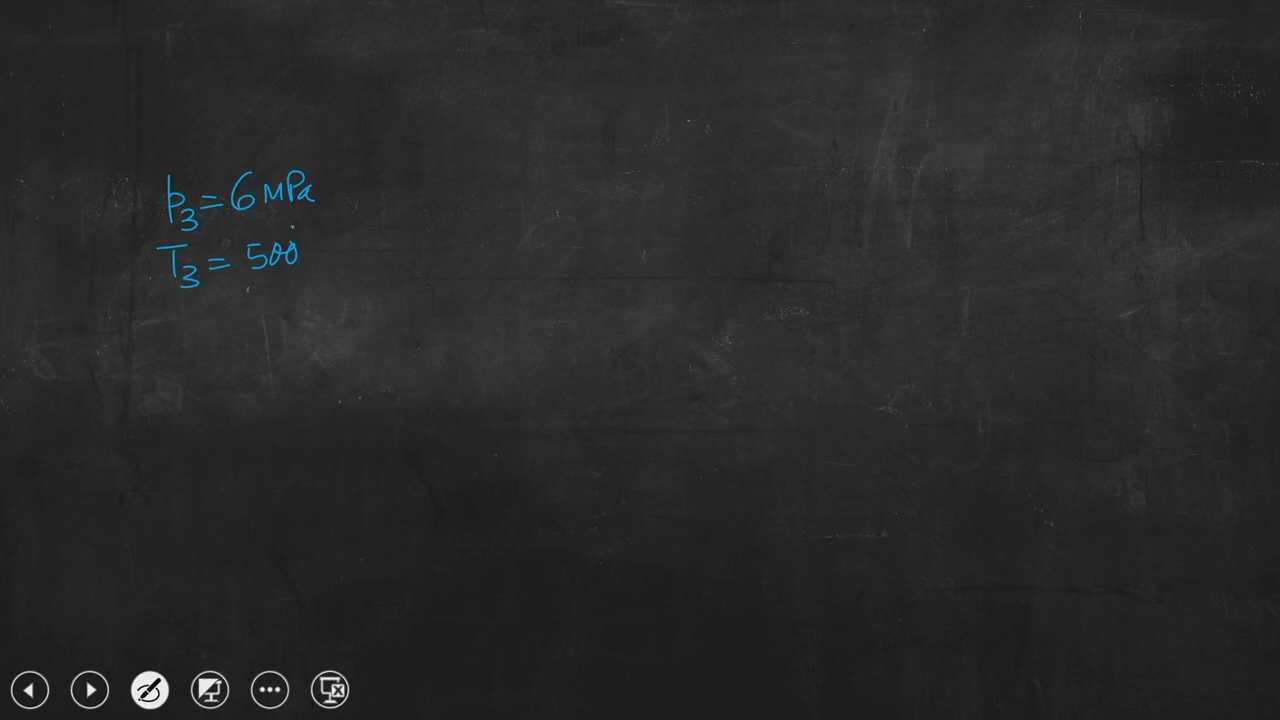 p₃ = 6 MPa
T₃ = 500